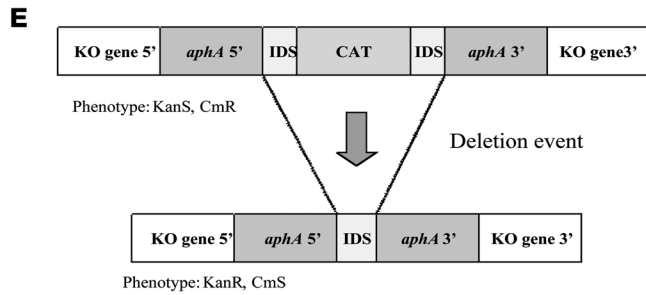 E
KO gene 5’ aphA 5’ IDS CAT IDS aphA 3’ KO gene3’
Phenotype: KanS, CmR
Deletion event
KO gene 5’ aphA 5’ IDS aphA 3’ KO gene 3’
Phenotype: KanR, CmS